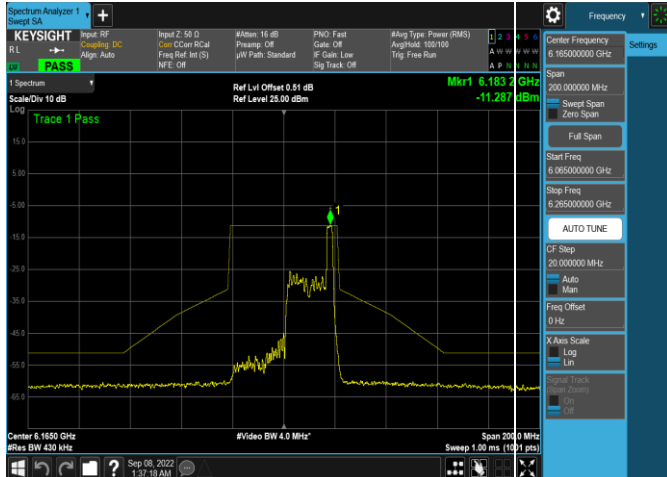 Spectrum Analyzer 1
Swept SA
KEYSIGHT
RL
PASS
Input: RF
Coupling: DC
Align: Auto
Input Z: 50 Ω
Corr CCorr RCal
Freq Ref: Int (S)
NFE: Off
#Atten: 16 dB
Preamp: Off
µW Path: Standard
PNO: Fast
Gate: Off
IF Gain: Low
Sig Track: Off
#Avg Type: Power (RMS)
Avg|Hold: 100/100
Trig: Free Run
1 2 3 4 5 6
A W W W W W
A P N N N N
1 Spectrum
Scale/Div 10 dB
Log
Ref Lvl Offset 0.51 dB
Ref Level 25.00 dBm
Mkr1 6.183 2 GHz
-11.287 dBm
Trace 1 Pass
15.0
5.00
-5.00
-15.0
-25.0
-35.0
-45.0
-55.0
-65.0
1
Center 6.1650 GHz
#Res BW 430 kHz
#Video BW 4.0 MHz*
Span 200.0 MHz
Sweep 1.00 ms (1001 pts)
Sep 08, 2022
1:37:18 AM
Frequency
Settings
Center Frequency
6.165000000 GHz
Span
200.000000 MHz
Swept Span
Zero Span
Full Span
Start Freq
6.065000000 GHz
Stop Freq
6.265000000 GHz
AUTO TUNE
CF Step
20.000000 MHz
Auto
Man
Freq Offset
0 Hz
X Axis Scale
Log
Lin
Signal Track
(Span Zoom)
On
Off